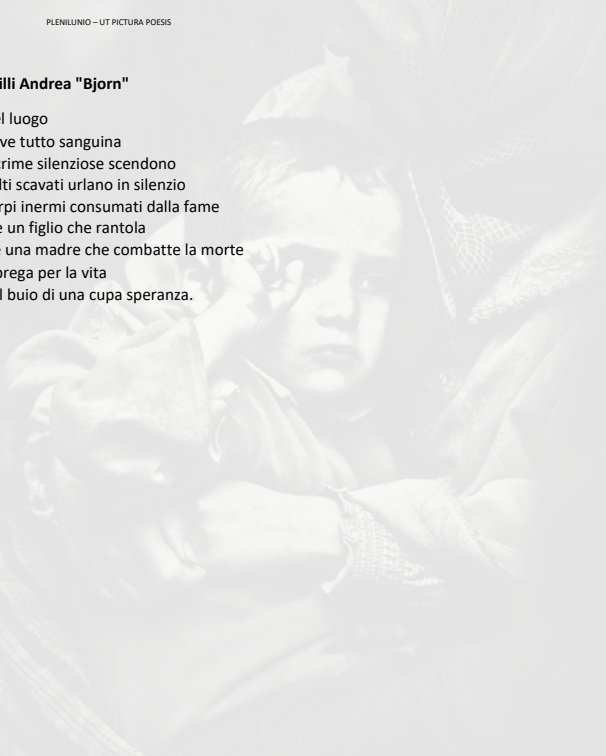 PLENILUNIO – UT PICTURA POESIS
illi Andrea "Bjorn"
l luogo
ve tutto sanguina
crime silenziose scendono
lti scavati urlano in silenzio
rpi inermi consumati dalla fame
e un figlio che rantola
e una madre che combatte la morte
prega per la vita
l buio di una cupa speranza.